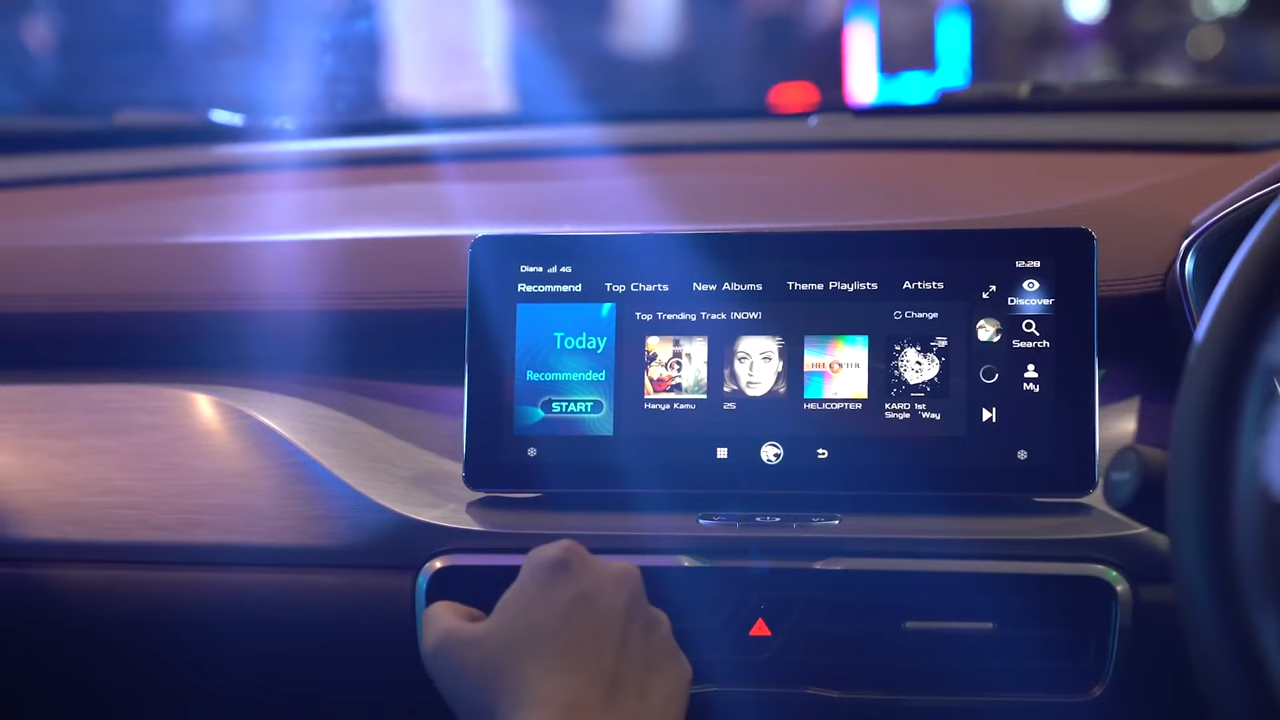 Diana 4G
12:28
Recommend Top Charts New Albums Theme Playlists Artists
Discover
Top Trending Track [NOW] Change
Today
Recommended
START
HELICOPTER
Hanya Kamu
25
HELICOPTER
KARD 1st
Single 'Way
Search
My